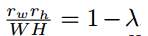 $\frac{r_w r_h}{WH} = 1 - \lambda$.